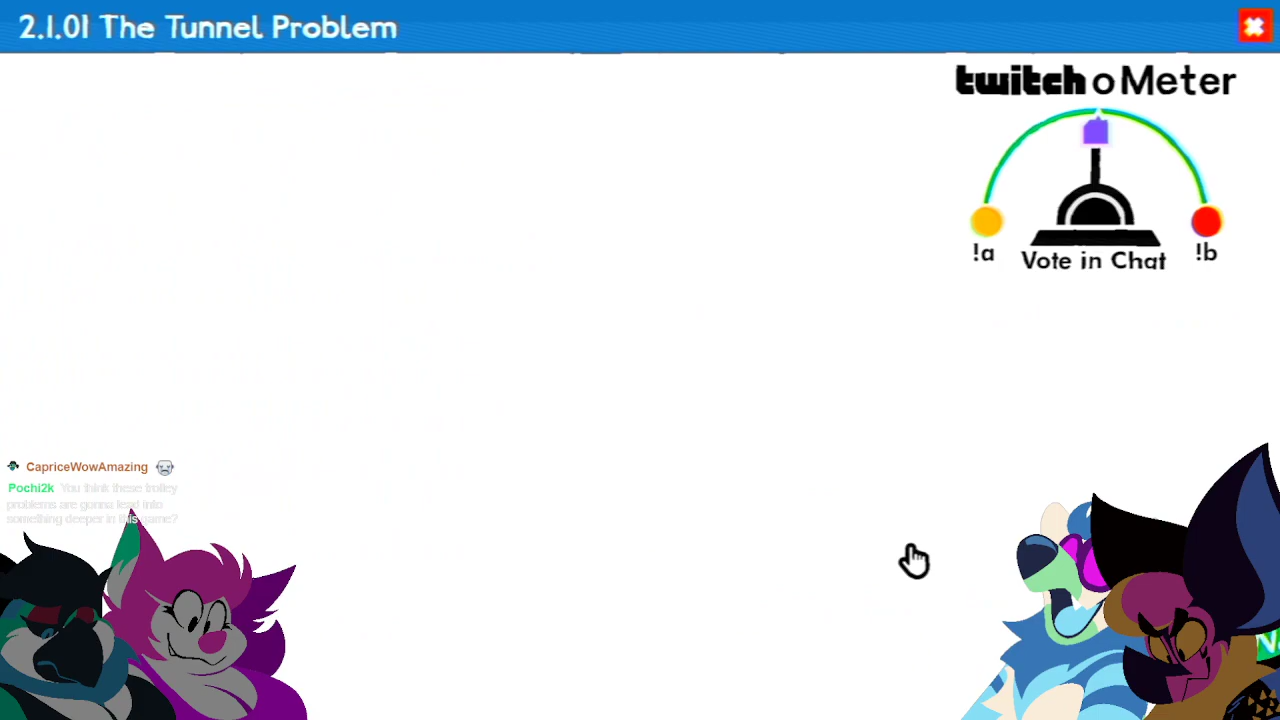 2.1.01 The Tunnel Problem
twitch o Meter
!a
Vote in Chat
!b
CapriceWowAmazing
Pochi2k You think these trolley
problems are gonna lead into
something deeper in this game?